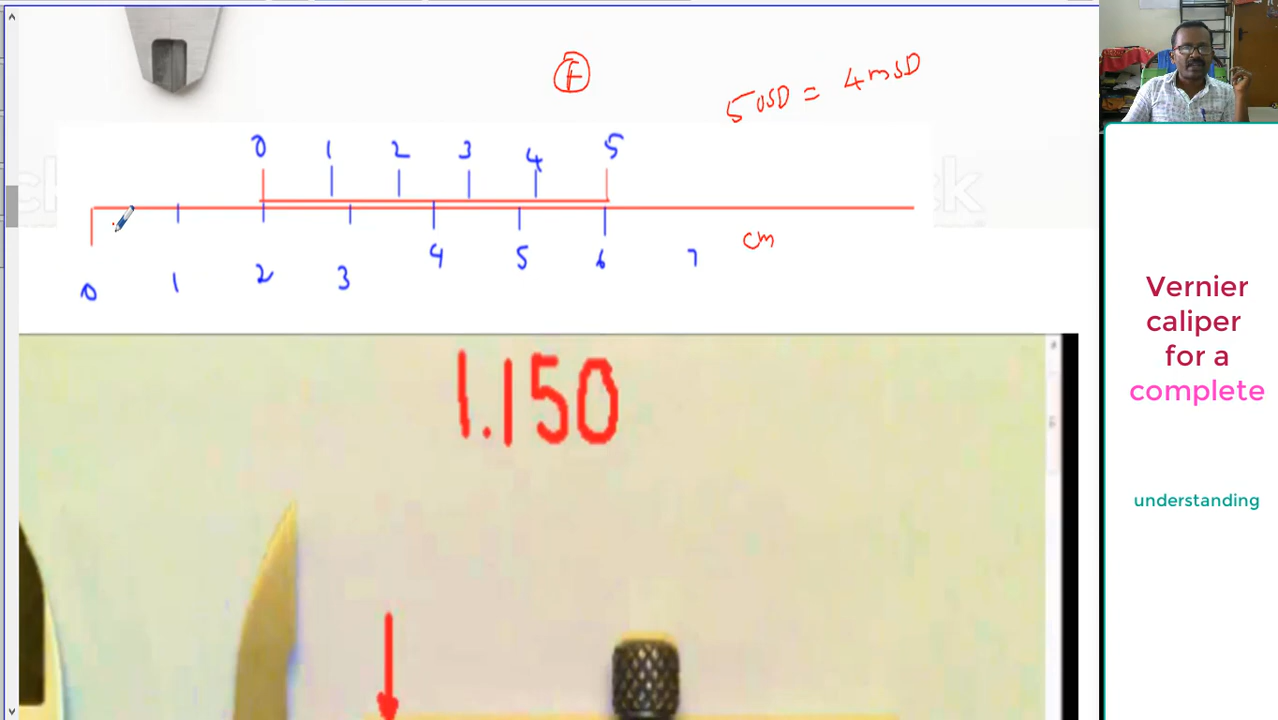 +
5 VSD = 4 MSD
0 1 2 3 4 5
0 1 2 3 4 5 6 7 cm
1.150
Vernier
caliper
for a
complete
understanding